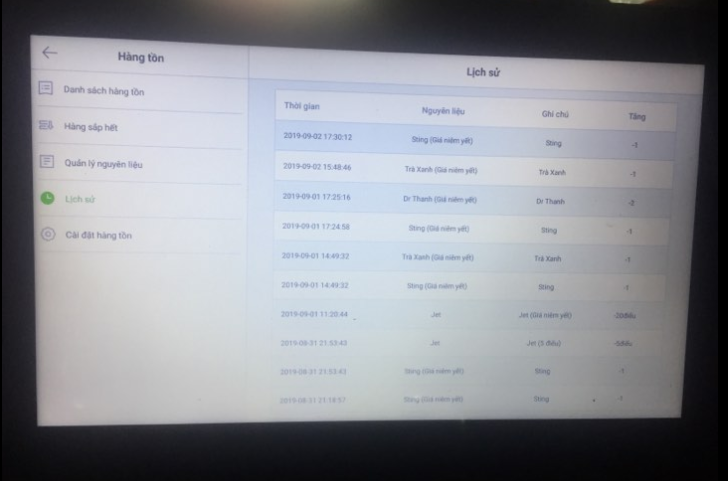 Hàng tồn
Danh sách hàng tồn
Hàng sắp hết
Quản lý nguyên liệu
Lịch sử
Cài đặt hàng tồn
Lịch sử
Thời gian Nguyên liệu Ghi chú Tăng
2019-09-02 17:30:12 Sting (Giá niêm yết) Sting -1
2019-09-02 15:48:46 Trà Xanh (Giá niêm yết) Trà Xanh -1
2019-09-01 17:25:16 Dr Thanh (Giá niêm yết) Dr Thanh -2
2019-09-01 17:24:58 Sting (Giá niêm yết) Sting
2019-09-01 14:49:32 Trà Xanh (Giá niêm yết) Trà Xanh -1
2019-09-01 14:49:32 Sting (Giá niêm yết) Sting -1
2019-09-01 11:20:44 Jet Jet (Giá niêm yết) -20điếu
2019-08-31 21:53:43 Jet Jet (5 điếu) -5điếu
2019-08-31 21:53:43 Sting (Giá niêm yết) Sting -1
2019-08-31 21:18:57 Sting (Giá niêm yết) Sting -1